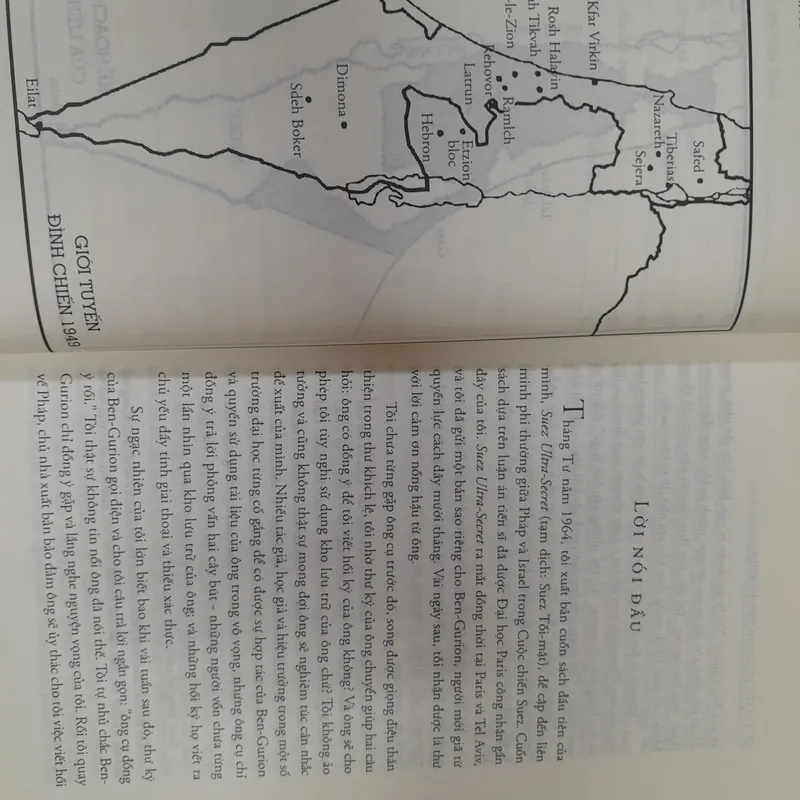 Safed
Tiberias
Nazareth
Sejera
Kfar Virkin
Rosh
Tikvah
-le-Zion
Ramlch
Rehovor
Latrun
Etzion
bloc
Hebron
Dimona
Sdeh Boker
Eilat
GIỚI TUYẾN
ĐÌNH CHIẾN 1949
LỜI NÓI ĐẦU
Tháng Tư năm 1964, tôi xuất bản cuốn sách đầu tiên của
mình, Suez Ultra-Secret (tạm dịch: Suez Tối-mật), đề cập đến liên
minh phi thường giữa Pháp và Israel trong Cuộc chiến Suez. Cuốn
sách dựa trên luận án tiến sĩ đã được Đại học Paris công nhận gần
đây của tôi. Suez Ultra-Secret ra mắt đồng thời tại Paris và Tel Aviv,
và tôi đã gửi một bản sao riêng cho Ben-Gurion, người mới giã từ
quyền lực cách đây mười tháng. Vài ngày sau, tôi nhận được lá thư
với lời cảm ơn nồng hậu từ ông.
Tôi chưa từng gặp ông cụ trước đó, song được giọng điệu thân
thiện trong thư khích lệ, tôi nhờ thư ký của ông chuyển giúp hai câu
hỏi: ông có đồng ý để tôi viết hồi ký của ông không? Và ông sẽ cho
phép tôi tùy nghi sử dụng kho lưu trữ của ông chứ? Tôi không ảo
tưởng và cũng không thật sự mong đợi ông sẽ nghiêm túc cân nhắc
đề xuất của mình. Nhiều tác giả, học giả và hiệu trưởng trong một số
trường đại học từng cố gắng để có được sự hợp tác của Ben-Gurion
và quyền sử dụng tài liệu của ông trong vô vọng, nhưng ông cụ chỉ
đồng ý trả lời phỏng vấn hai cây bút - những người vốn chưa từng
một lần nhìn qua kho lưu trữ của ông; và những hồi ký họ viết ra
chủ yếu đầy tính giai thoại và thiếu xác thực.
Sự ngạc nhiên của tôi lớn biết bao khi vài tuần sau đó, thư ký
của Ben-Gurion gọi điện và cho tôi câu trả lời ngắn gọn: "ông cụ đồng
ý rồi." Tôi thật sự không tin nổi ông đã nói thế. Tôi tự nhủ chắc Ben-
Gurion chỉ đồng ý gặp và lắng nghe nguyện vọng của tôi. Rồi tôi quay
về Pháp, chủ nhà xuất bản bảo đảm ông sẽ ủy thác cho tôi việc viết hồi